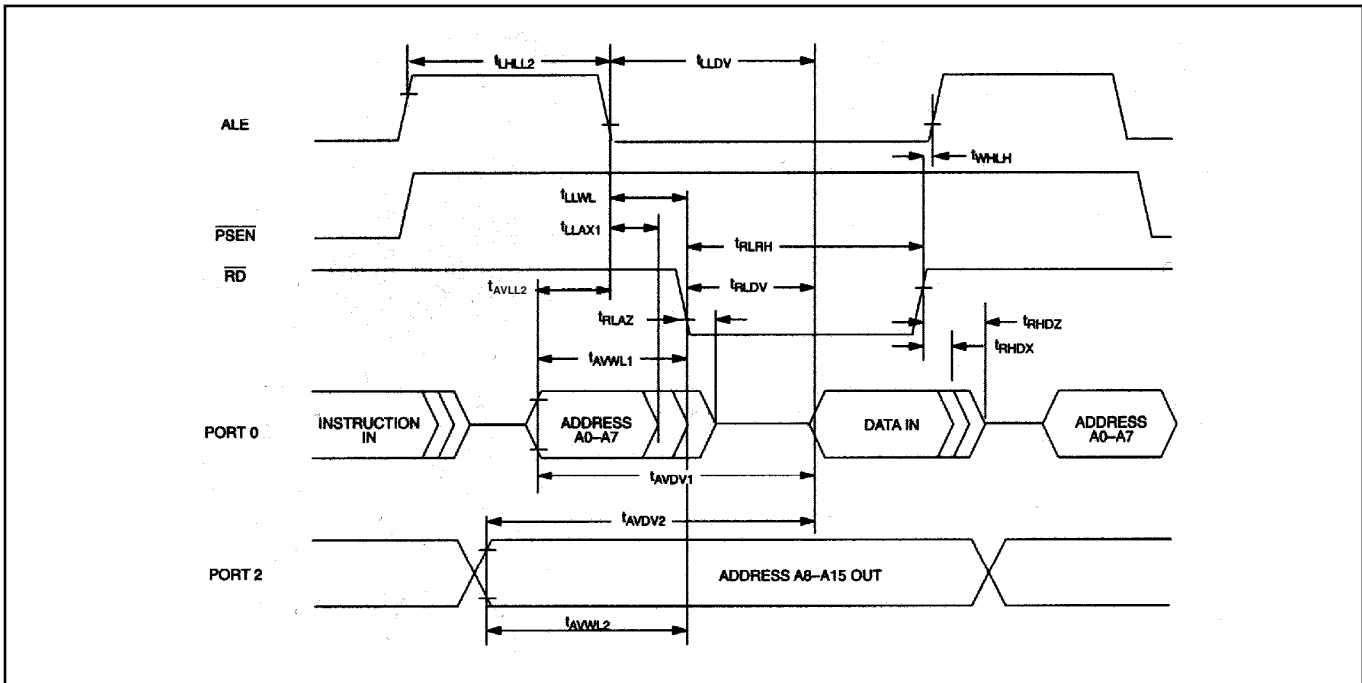 tLHLL2
tLLDV
ALE
tWHLH
tLLWL
PSEN
tLLAX1
tRLRH
RD
tAVLL2
tRLDV
tRLAZ
tRHDZ
tRHDX
tAVWL1
PORT 0
INSTRUCTION
IN
ADDRESS
A0–A7
DATA IN
ADDRESS
A0–A7
tAVDV1
tAVDV2
PORT 2
ADDRESS A8–A15 OUT
tAVWL2